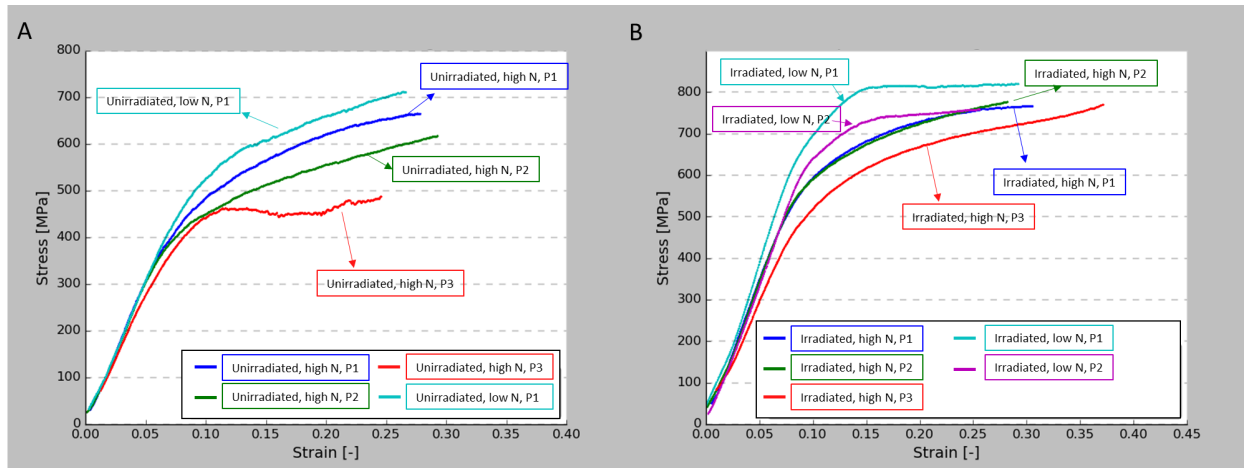 A
800
700
600
500
400
300
200
100
0
Stress [MPa]
0.00 0.05 0.10 0.15 0.20 0.25 0.30 0.35 0.40
Strain [-]
Unirradiated, low N, P1
Unirradiated, high N, P1
Unirradiated, high N, P2
Unirradiated, high N, P3
Unirradiated, high N, P1 Unirradiated, high N, P3
Unirradiated, high N, P2 Unirradiated, low N, P1
B
800
700
600
500
400
300
200
100
0
Stress [MPa]
0.00 0.05 0.10 0.15 0.20 0.25 0.30 0.35 0.40 0.45
Strain [-]
Irradiated, low N, P1
Irradiated, high N, P2
Irradiated, low N, P2
Irradiated, high N, P1
Irradiated, high N, P3
Irradiated, high N, P1 Irradiated, low N, P1
Irradiated, high N, P2 Irradiated, low N, P2
Irradiated, high N, P3